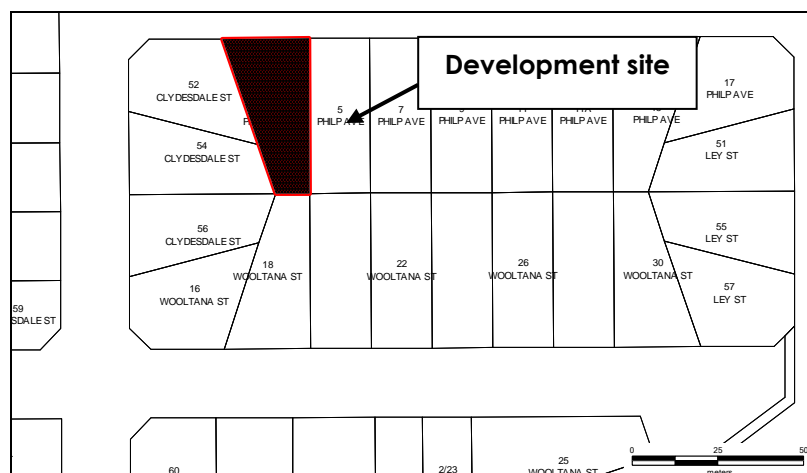 Development site
52
CLYDESDALE ST
54
CLYDESDALE ST
56
CLYDESDALE ST
16
WOOLTANA ST
18
WOOLTANA ST
5
PHILP AVE
7
PHILP AVE
PHILP AVE
PHILP AVE
PHILP AVE
PHILP AVE
17
PHILP AVE
51
LEY ST
22
WOOLTANA ST
26
WOOLTANA ST
30
WOOLTANA ST
55
LEY ST
57
LEY ST
59
SDALE ST
60
2/23
25
WOOLTANA ST
0 25 50
meters